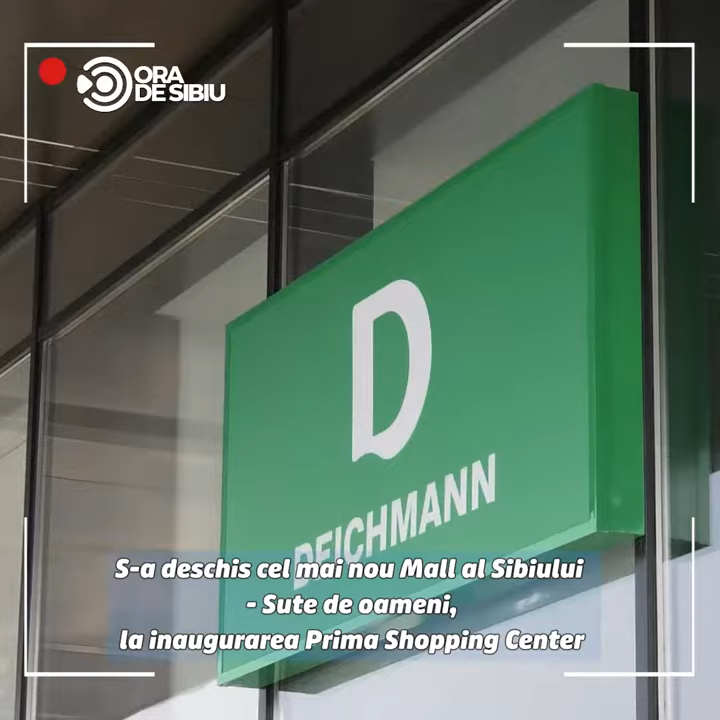 ORA
DE SIBIU
D
DEICHMANN
S-a deschis cel mai nou Mall al Sibiului
- Sute de oameni,
la inaugurarea Prima Shopping Center